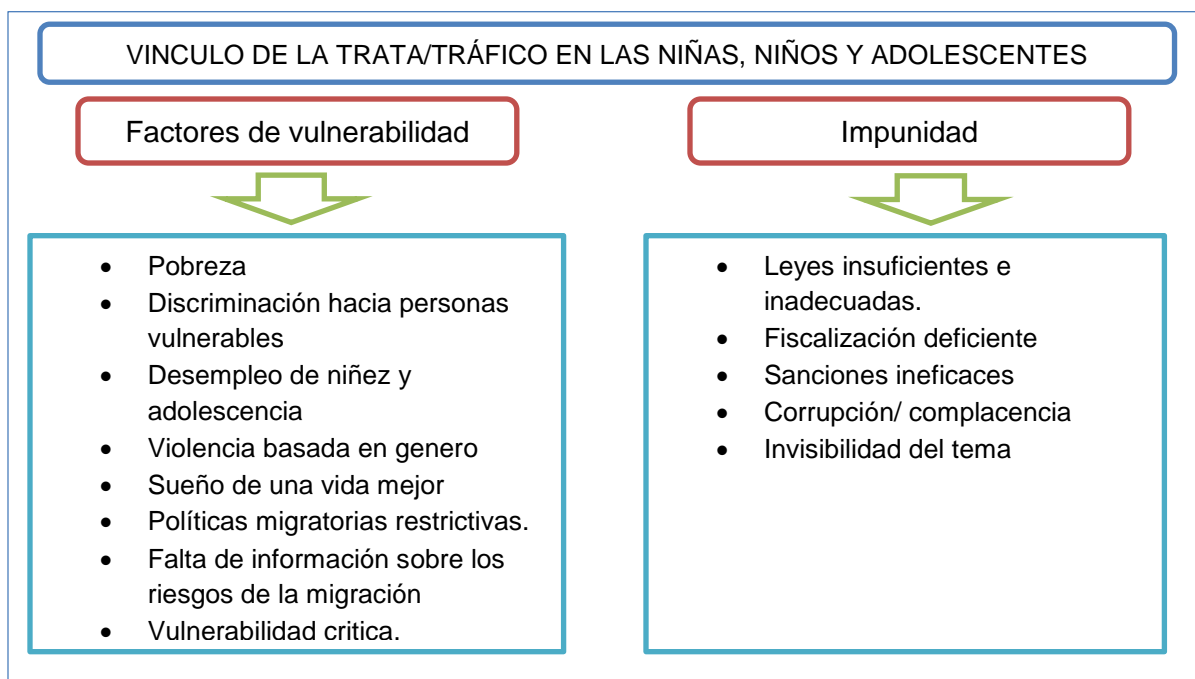 VINCULO DE LA TRATA/TRÁFICO EN LAS NIÑAS, NIÑOS Y ADOLESCENTES
Factores de vulnerabilidad
• Pobreza
• Discriminación hacia personas
vulnerables
• Desempleo de niñez y
adolescencia
• Violencia basada en genero
• Sueño de una vida mejor
• Políticas migratorias restrictivas.
• Falta de información sobre los
riesgos de la migración
• Vulnerabilidad critica.
Impunidad
• Leyes insuficientes e
inadecuadas.
• Fiscalización deficiente
• Sanciones ineficaces
• Corrupción/ complacencia
• Invisibilidad del tema